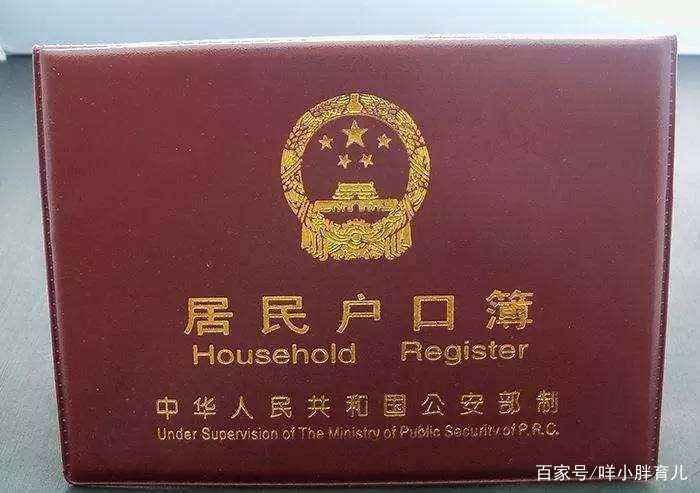 居民户口簿
Household Register
中华人民共和国公安部制
Under Supervision of The Ministry of Public Security of P.R.C.
百家号/咩小胖育儿